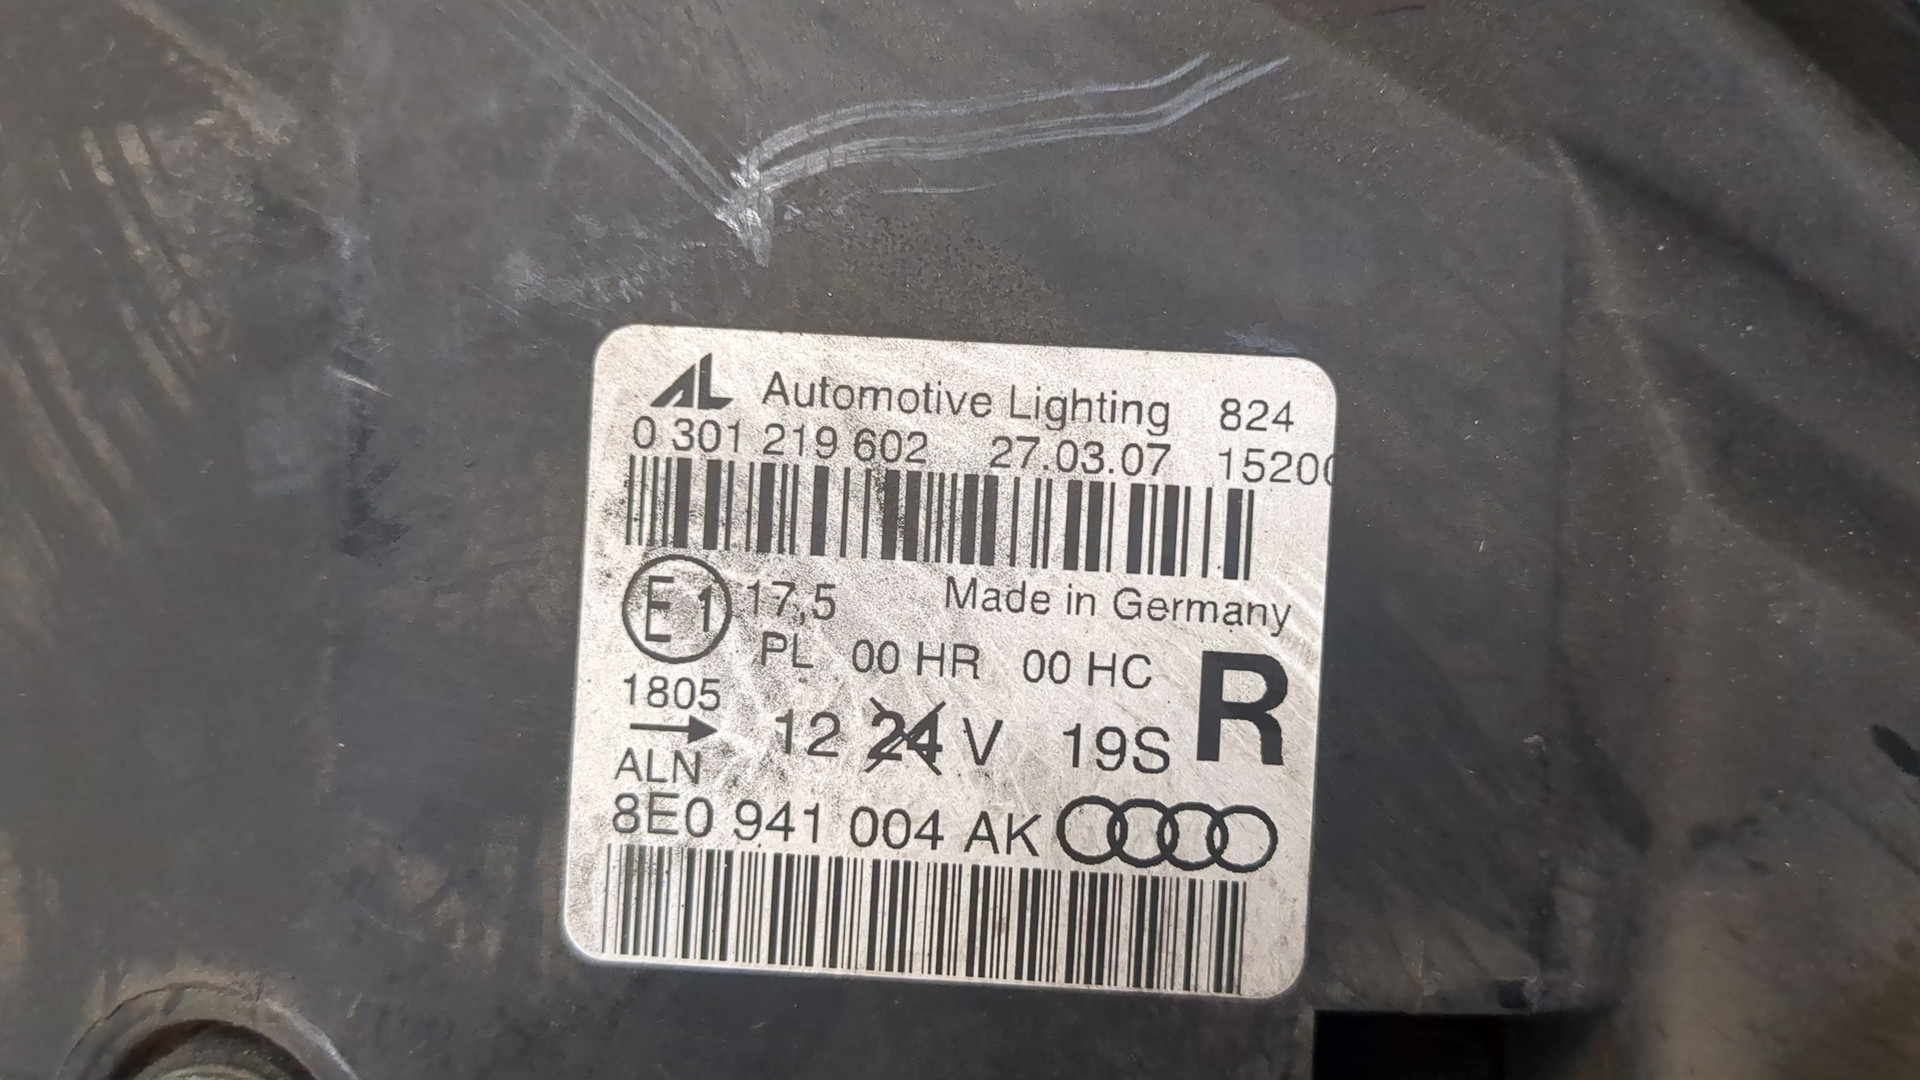 AL Automotive Lighting 824
0 301 219 602 27.03.07 15200
E1 17,5 Made in Germany
PL 00 HR 00 HC
1805 R
12 24 V 19S
ALN
8E0 941 004 AK